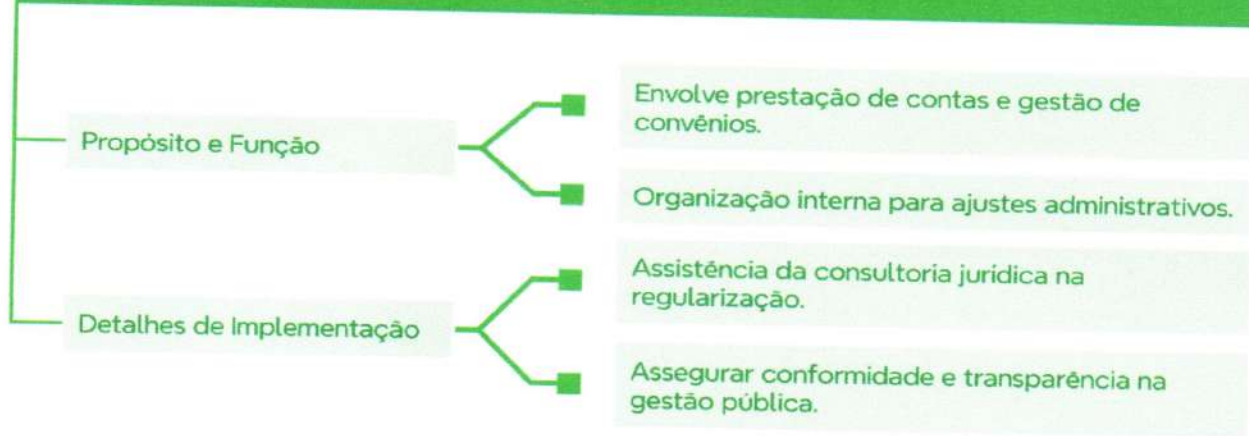 Propósito e Função
Envolve prestação de contas e gestão de
convênios.
Organização interna para ajustes administrativos.
Detalhes de Implementação
Assistência da consultoria jurídica na
regularização.
Assegurar conformidade e transparência na
gestão pública.